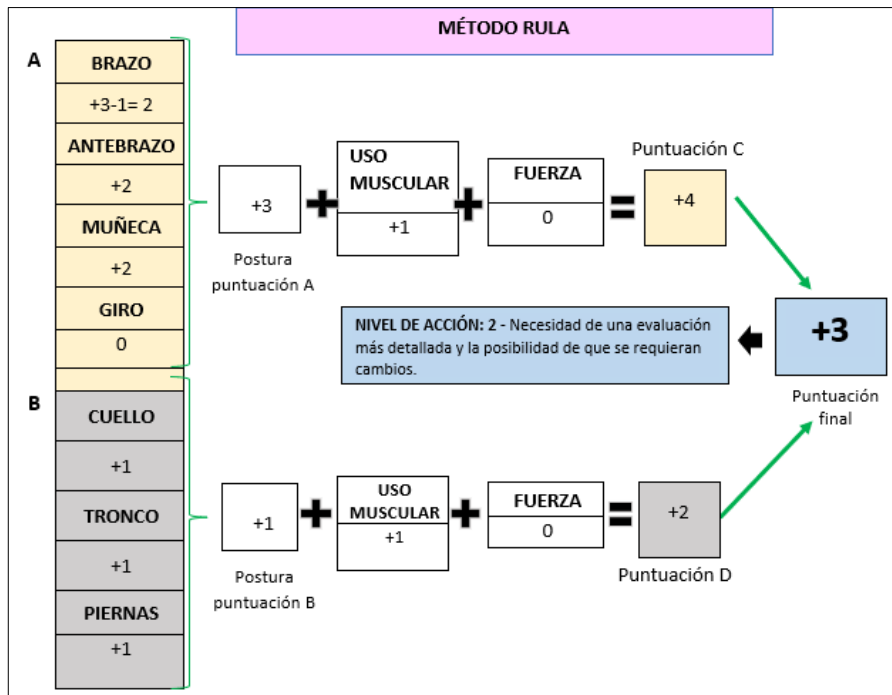 MÉTODO RULA
A
BRAZO
+3-1= 2
ANTEBRAZO
+2
MUÑECA
+2
GIRO
0
+3
Postura
puntuación A
USO
MUSCULAR
+1
FUERZA
0
Puntuación C
+4
NIVEL DE ACCIÓN: 2 - Necesidad de una evaluación
más detallada y la posibilidad de que se requieran
cambios.
+3
Puntuación
final
B
CUELLO
+1
TRONCO
+1
PIERNAS
+1
+1
Postura
puntuación B
USO
MUSCULAR
+1
FUERZA
0
+2
Puntuación D